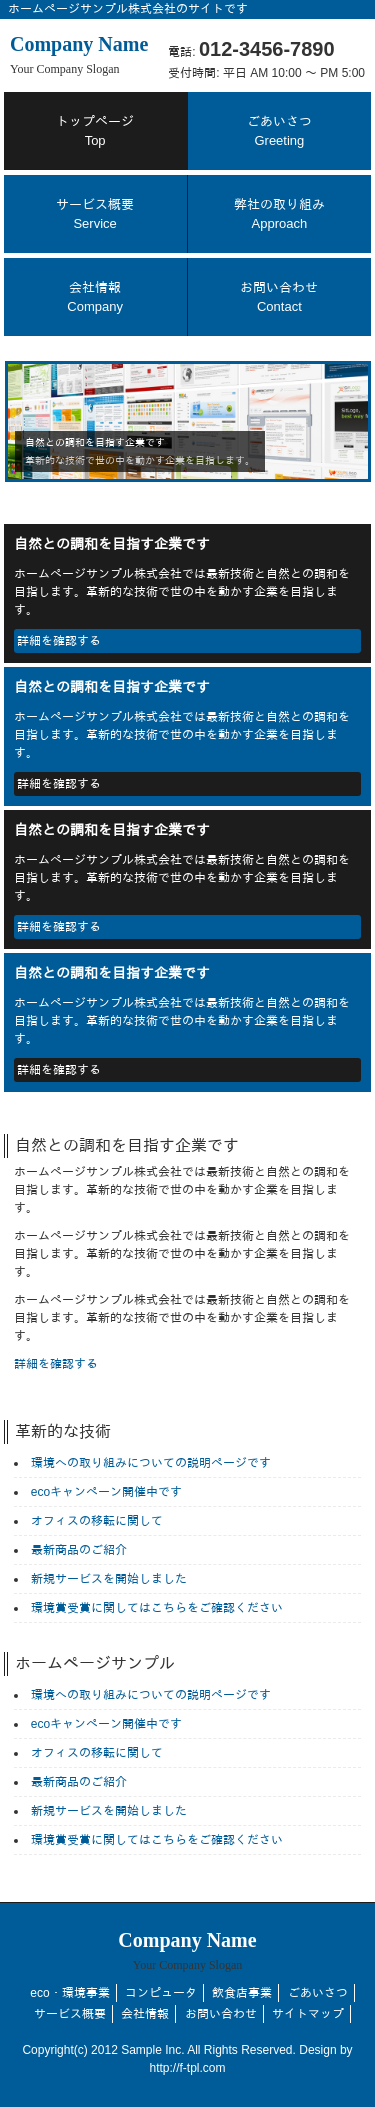 ホームページサンプル株式会社のサイトです
Company Name
Your Company Slogan
電話: 012-3456-7890
受付時間: 平日 AM 10:00 ～ PM 5:00
トップページ
Top
ごあいさつ
Greeting
サービス概要
Service
弊社の取り組み
Approach
会社情報
Company
お問い合わせ
Contact
自然との調和を目指す企業です
革新的な技術で世の中を動かす企業を目指します。
自然との調和を目指す企業です
ホームページサンプル株式会社では最新技術と自然との調和を
目指します。革新的な技術で世の中を動かす企業を目指しま
す。
詳細を確認する
自然との調和を目指す企業です
ホームページサンプル株式会社では最新技術と自然との調和を
目指します。革新的な技術で世の中を動かす企業を目指しま
す。
詳細を確認する
自然との調和を目指す企業です
ホームページサンプル株式会社では最新技術と自然との調和を
目指します。革新的な技術で世の中を動かす企業を目指しま
す。
詳細を確認する
自然との調和を目指す企業です
ホームページサンプル株式会社では最新技術と自然との調和を
目指します。革新的な技術で世の中を動かす企業を目指しま
す。
詳細を確認する
自然との調和を目指す企業です
ホームページサンプル株式会社では最新技術と自然との調和を
目指します。革新的な技術で世の中を動かす企業を目指しま
す。
ホームページサンプル株式会社では最新技術と自然との調和を
目指します。革新的な技術で世の中を動かす企業を目指しま
す。
ホームページサンプル株式会社では最新技術と自然との調和を
目指します。革新的な技術で世の中を動かす企業を目指しま
す。
詳細を確認する
革新的な技術
環境への取り組みについての説明ページです
ecoキャンペーン開催中です
オフィスの移転に関して
最新商品のご紹介
新規サービスを開始しました
環境賞受賞に関してはこちらをご確認ください
ホームページサンプル
環境への取り組みについての説明ページです
ecoキャンペーン開催中です
オフィスの移転に関して
最新商品のご紹介
新規サービスを開始しました
環境賞受賞に関してはこちらをご確認ください
Company Name
Your Company Slogan
eco・環境事業 コンピュータ 飲食店事業 ごあいさつ
サービス概要 会社情報 お問い合わせ サイトマップ
Copyright(c) 2012 Sample Inc. All Rights Reserved. Design by
http://f-tpl.com